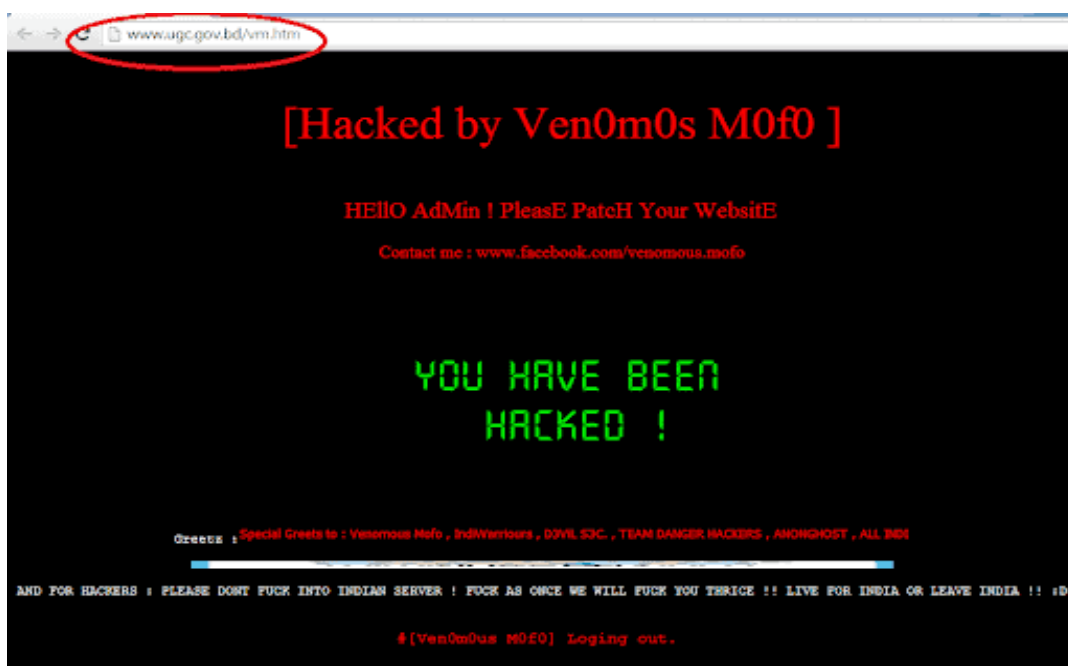 www.ugc.gov.bd/vm.htm
[Hacked by Ven0m0s M0f0 ]
HEllO AdMin ! PleasE PatcH Your WebsitE
Contact me : www.facebook.com/venomous.mofo
YOU HAVE BEEN
HACKED !
Greets : Special Greets to : Venomous Mofo , IndiWarriours , D3VIL S3C. , TEAM DANGER HACKERS , ANONGHOST , ALL INDI
AND FOR HACKERS : PLEASE DONT FUCK INTO INDIAN SERVER ! FUCK AS ONCE WE WILL FUCK YOU THRICE !! LIVE FOR INDIA OR LEAVE INDIA !! :D
#[Ven0m0us M0f0] Loging out.